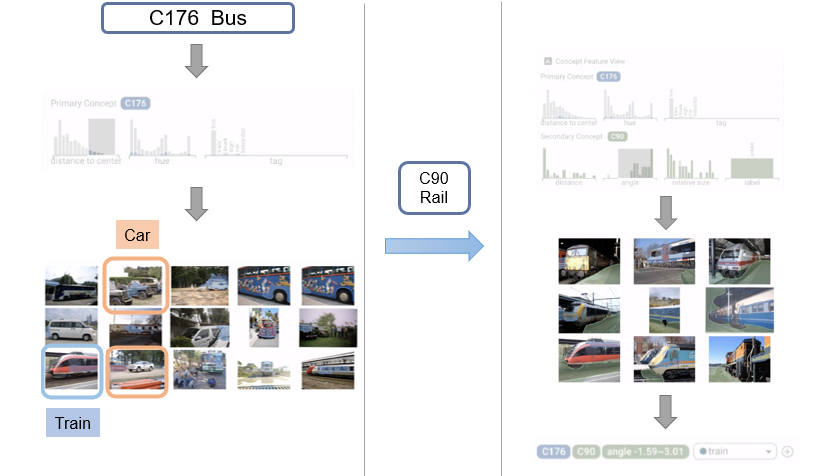 C176 Bus
Primary Concept C176
distance to center
hue
tag
Car
Train
C90
Rail
Concept Feature View
Primary Concept C176
distance to center
hue
tag
Secondary Concept C90
distance
angle
relative size
label
C176 C90 angle -1.59~3.01 train